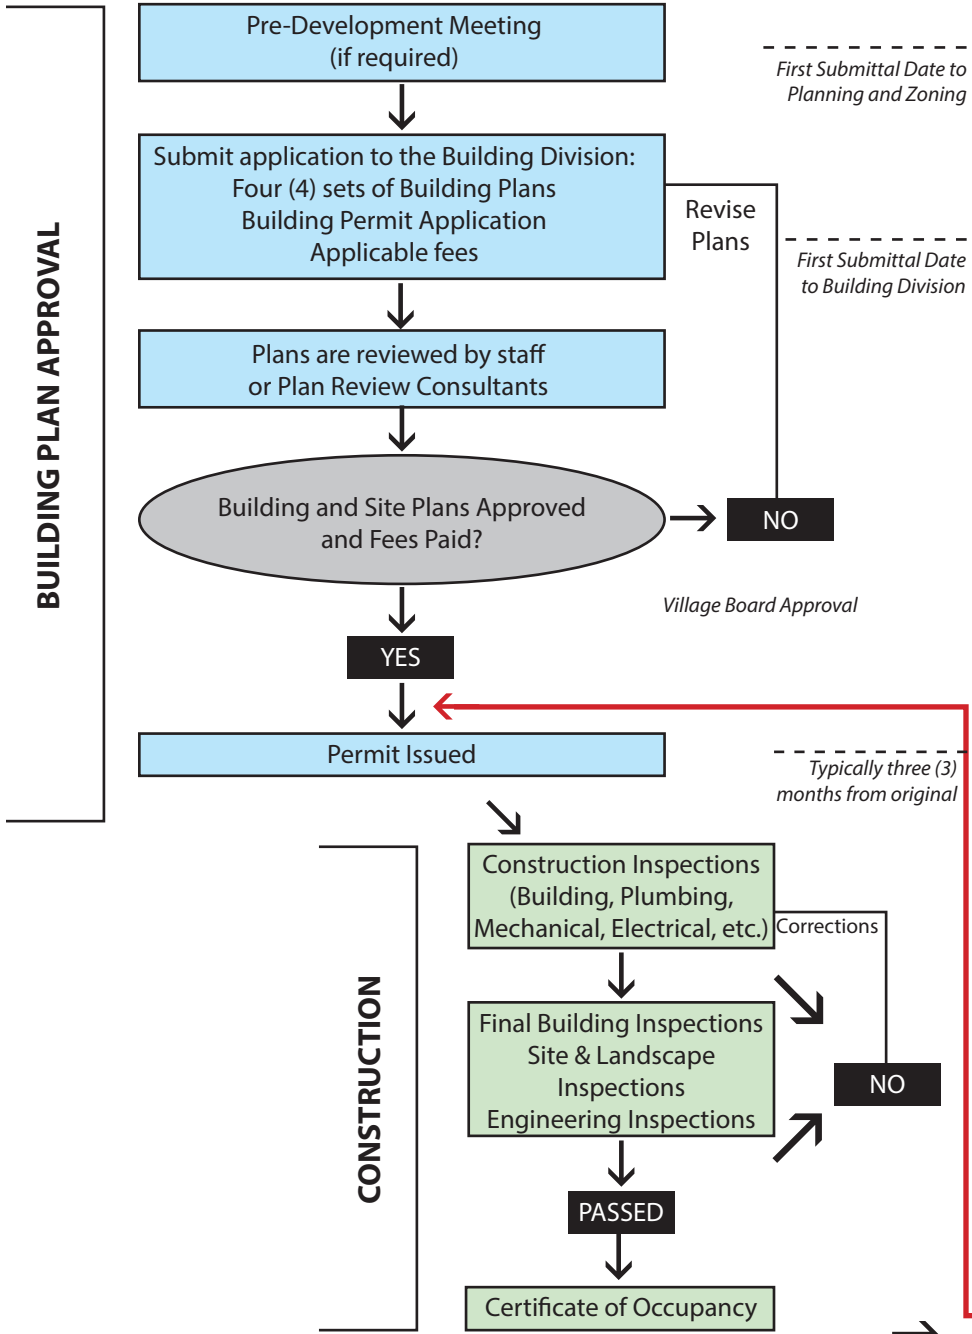 Pre-Development Meeting
(if required)
First Submittal Date to
Planning and Zoning
Submit application to the Building Division:
Four (4) sets of Building Plans
Building Permit Application
Applicable fees
Revise
Plans
First Submittal Date
to Building Division
BUILDING PLAN APPROVAL
Plans are reviewed by staff
or Plan Review Consultants
Building and Site Plans Approved
and Fees Paid?
NO
Village Board Approval
YES
Permit Issued
Typically three (3)
months from original
Construction Inspections
(Building, Plumbing,
Mechanical, Electrical, etc.)
Corrections
CONSTRUCTION
Final Building Inspections
Site & Landscape
Inspections
Engineering Inspections
NO
PASSED
Certificate of Occupancy